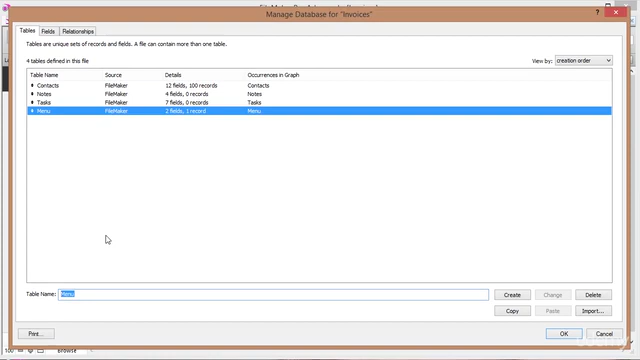 Manage Database for "Invoices"
Tables Fields Relationships
Tables are unique sets of records and fields. A file can contain more than one table.
4 tables defined in this file
View by: creation order
Table Name Source Details Occurrences in Graph
Contacts FileMaker 12 fields, 100 records Contacts
Notes FileMaker 4 fields, 0 records Notes
Tasks FileMaker 7 fields, 0 records Tasks
Menu FileMaker 2 fields, 1 record Menu
Table Name: Menu
Create Change Delete
Copy Paste Import...
Print... OK Cancel
100 Browse